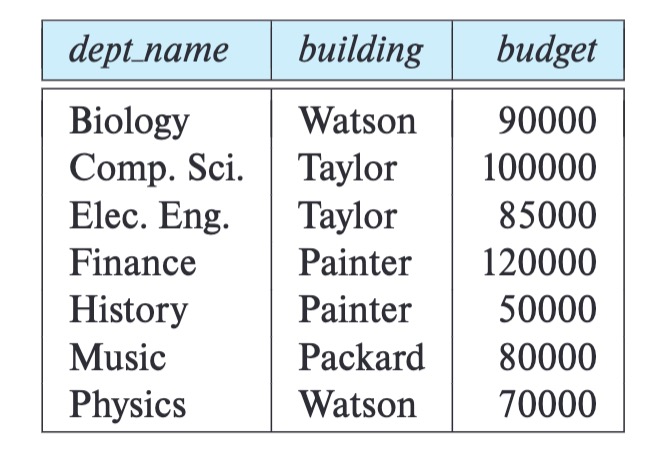 dept_name building budget
Biology Watson 90000
Comp. Sci. Taylor 100000
Elec. Eng. Taylor 85000
Finance Painter 120000
History Painter 50000
Music Packard 80000
Physics Watson 70000